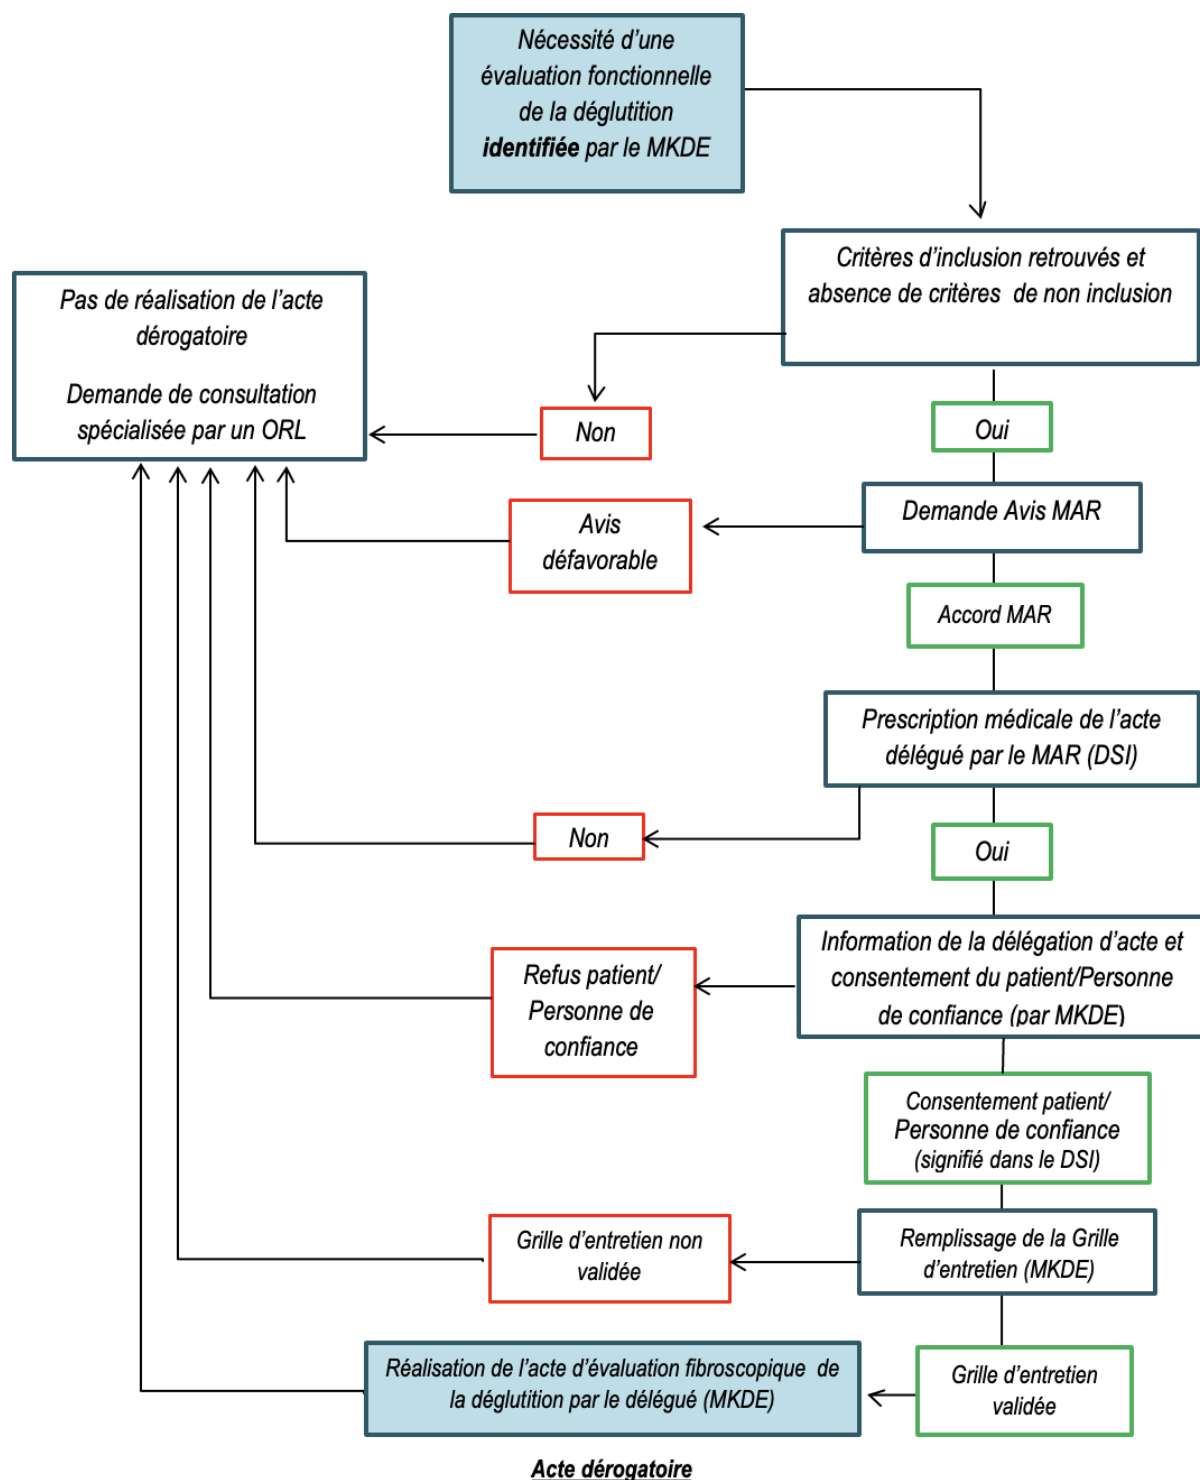 Nécessité d'une
évaluation fonctionnelle
de la déglutition
identifiée par le MKDE
Critères d'inclusion retrouvés et
absence de critères de non inclusion
Pas de réalisation de l'acte
dérogatoire
Demande de consultation
spécialisée par un ORL
Non
Oui
Avis
défavorable
Demande Avis MAR
Accord MAR
Prescription médicale de l'acte
délégué par le MAR (DSI)
Non
Oui
Information de la délégation d'acte et
consentement du patient/Personne
de confiance (par MKDE)
Refus patient/
Personne de
confiance
Consentement patient/
Personne de confiance
(signifié dans le DSI)
Grille d'entretien non
validée
Remplissage de la Grille
d'entretien (MKDE)
Réalisation de l'acte d'évaluation fibroscopique de
la déglutition par le délégué (MKDE)
Grille d'entretien
validée
Acte dérogatoire